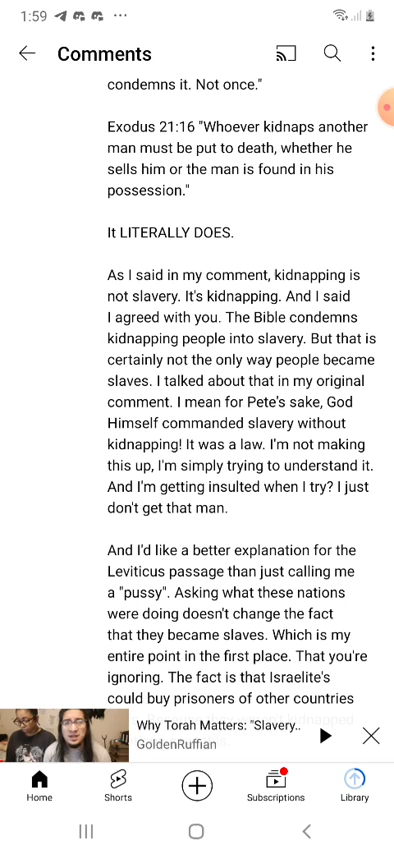 1:59
Comments
condemns it. Not once."
Exodus 21:16 "Whoever kidnaps another
man must be put to death, whether he
sells him or the man is found in his
possession."
It LITERALLY DOES.
As I said in my comment, kidnapping is
not slavery. It's kidnapping. And I said
I agreed with you. The Bible condemns
kidnapping people into slavery. But that is
certainly not the only way people became
slaves. I talked about that in my original
comment. I mean for Pete's sake, God
Himself commanded slavery without
kidnapping! It was a law. I'm not making
this up, I'm simply trying to understand it.
And I'm getting insulted when I try? I just
don't get that man.
And I'd like a better explanation for the
Leviticus passage than just calling me
a "pussy". Asking what these nations
were doing doesn't change the fact
that they became slaves. Which is my
entire point in the first place. That you're
ignoring. The fact is that Israelite's
could buy prisoners of other countries
kidnapped
Why Torah Matters: "Slavery..
GoldenRuffian
Home
Shorts
Subscriptions
Library